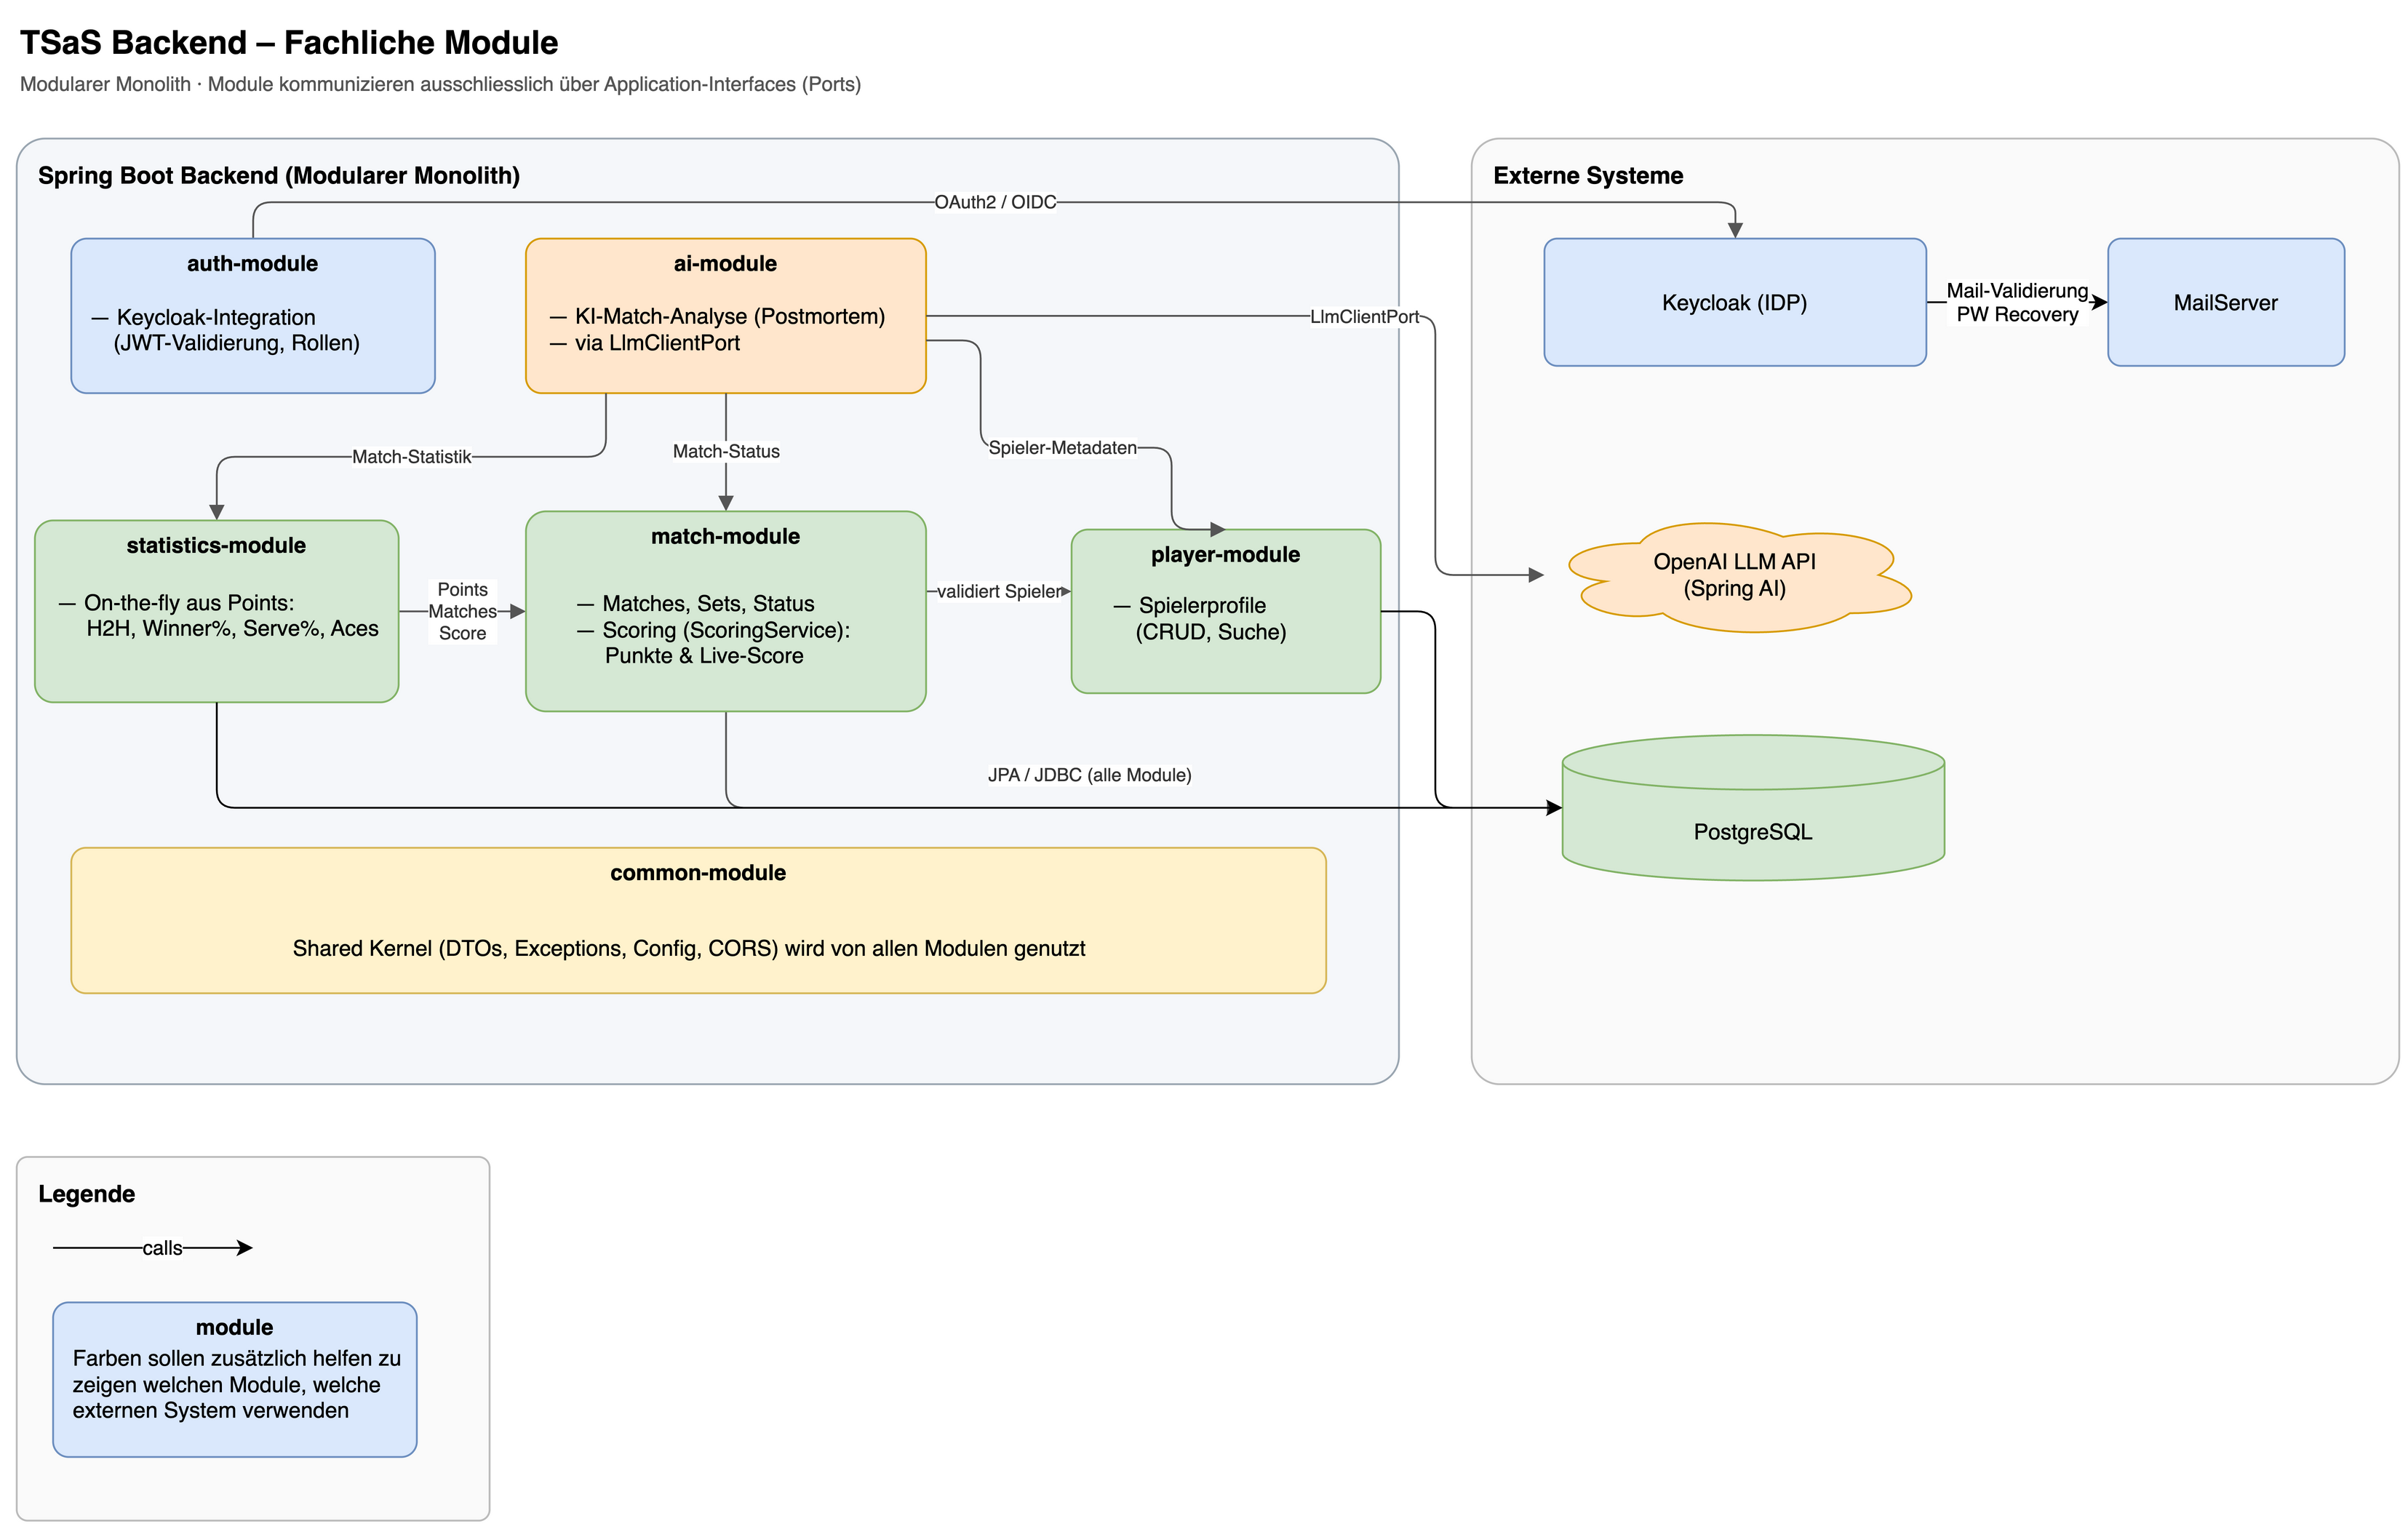 TSaS Backend – Fachliche Module
Modularer Monolith · Module kommunizieren ausschliesslich über Application-Interfaces (Ports)
Spring Boot Backend (Modularer Monolith)
Externe Systeme
OAuth2 / OIDC
auth-module
— Keycloak-Integration
(JWT-Validierung, Rollen)
ai-module
— KI-Match-Analyse (Postmortem)
— via LlmClientPort
LlmClientPort
Keycloak (IDP)
Mail-Validierung
PW Recovery
MailServer
Match-Statistik
Match-Status
Spieler-Metadaten
statistics-module
— On-the-fly aus Points:
H2H, Winner%, Serve%, Aces
Points
Matches
Score
match-module
— Matches, Sets, Status
— Scoring (ScoringService):
Punkte & Live-Score
validiert Spieler
player-module
— Spielerprofile
(CRUD, Suche)
OpenAI LLM API
(Spring AI)
JPA / JDBC (alle Module)
PostgreSQL
common-module
Shared Kernel (DTOs, Exceptions, Config, CORS) wird von allen Modulen genutzt
Legende
calls
module
Farben sollen zusätzlich helfen zu
zeigen welchen Module, welche
externen System verwenden